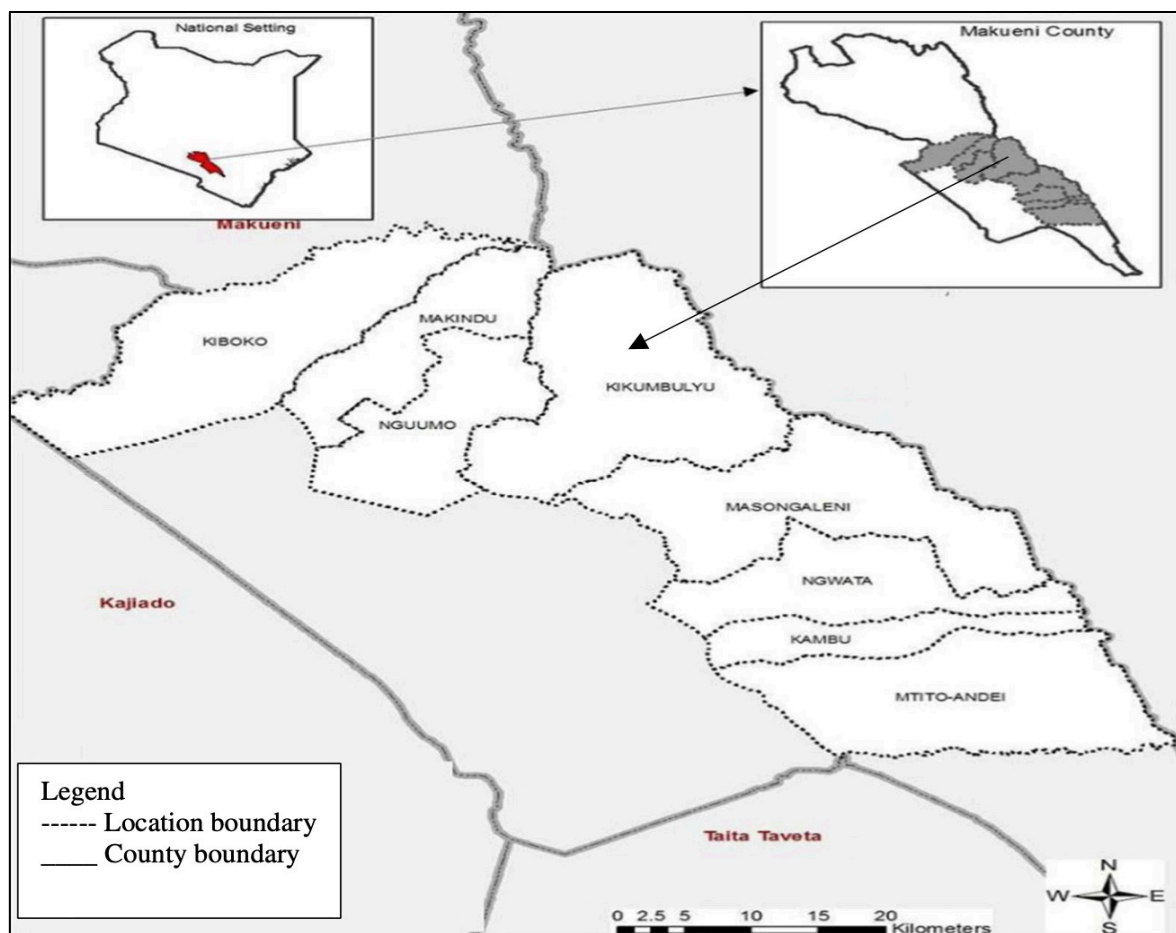 National Setting
Makueni County
Makueni
KIBOKO
MAKINDU
KIKUMBULYU
NGUUMO
MASONGALENI
NGWATA
Kajiado
KAMBU
MTITO-ANDEI
Legend
------ Location boundary
____ County boundary
Taita Taveta
N
W E
S
0 2.5 5 10 15 20
Kilometers